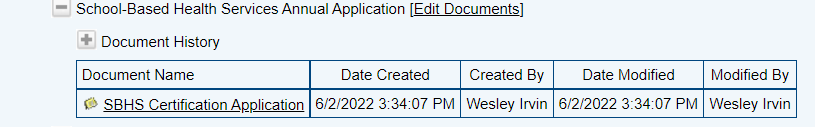 School-Based Health Services Annual Application [Edit Documents]
Document History
Document Name Date Created Created By Date Modified Modified By
SBHS Certification Application 6/2/2022 3:34:07 PM Wesley Irvin 6/2/2022 3:34:07 PM Wesley Irvin